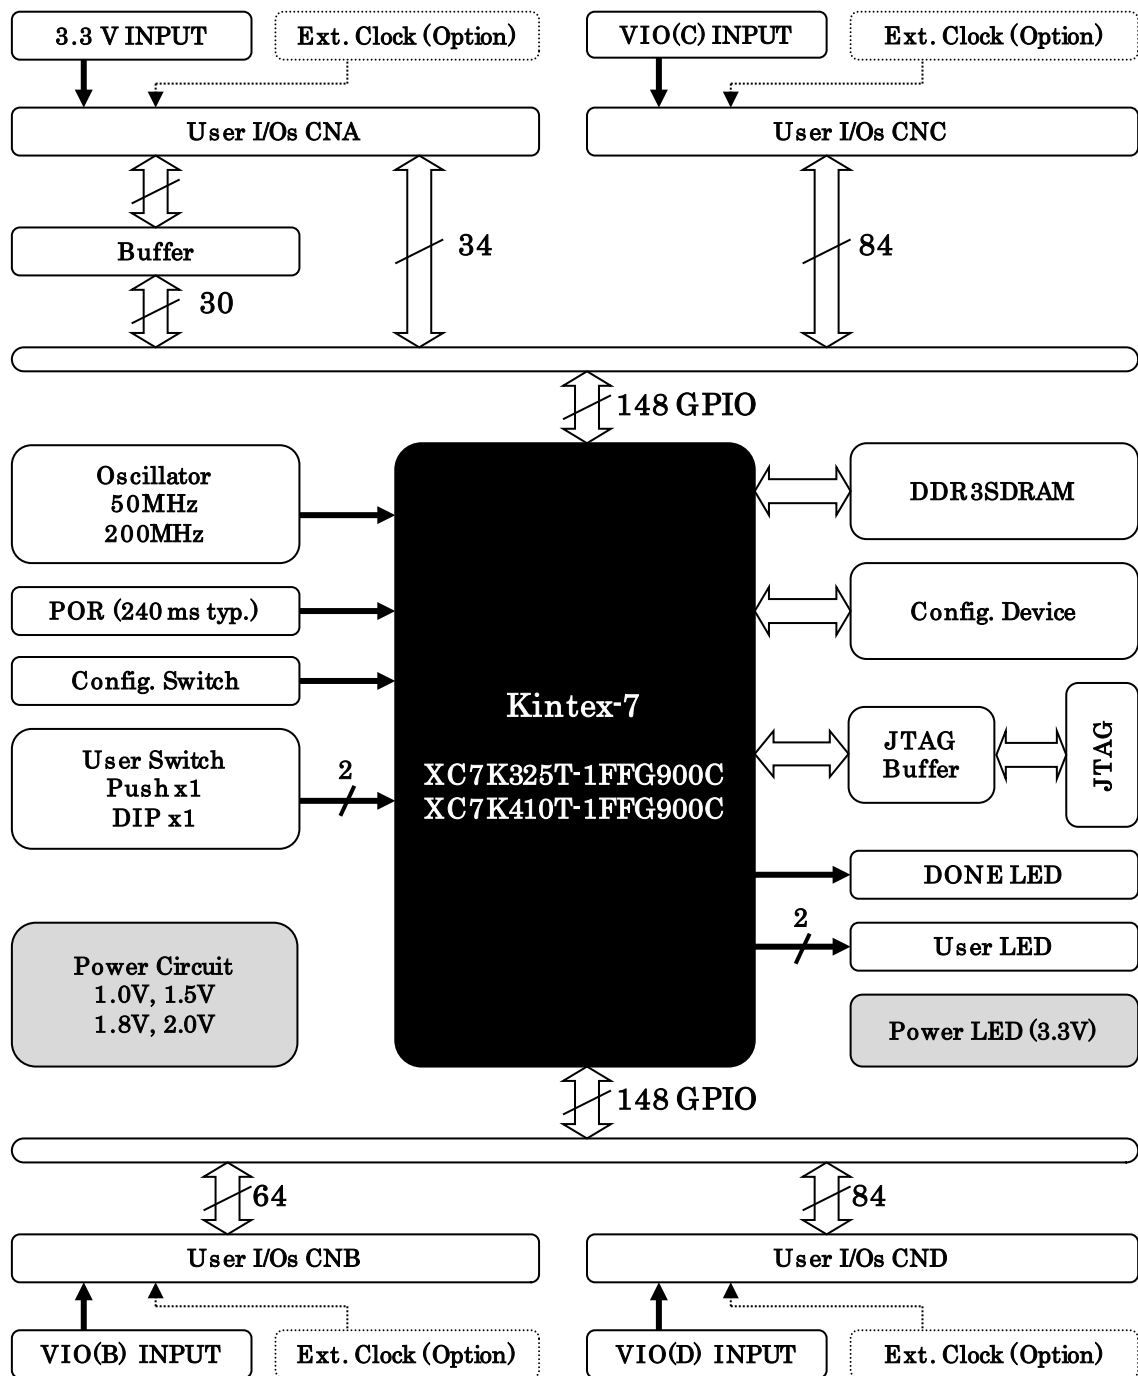 3.3 V INPUT
Ext. Clock (Option)
VIO(C) INPUT
Ext. Clock (Option)
User I/Os CNA
User I/Os CNC
Buffer
34
84
30
148 GPIO
Oscillator
50MHz
200MHz
DDR3SDRAM
POR (240 ms typ.)
Config. Device
Config. Switch
Kintex-7
XC7K325T-1FFG900C
XC7K410T-1FFG900C
JTAG
Buffer
JTAG
User Switch
Push x1
DIP x1
2
DONE LED
2
User LED
Power Circuit
1.0V, 1.5V
1.8V, 2.0V
Power LED (3.3V)
148 GPIO
64
84
User I/Os CNB
User I/Os CND
VIO(B) INPUT
Ext. Clock (Option)
VIO(D) INPUT
Ext. Clock (Option)